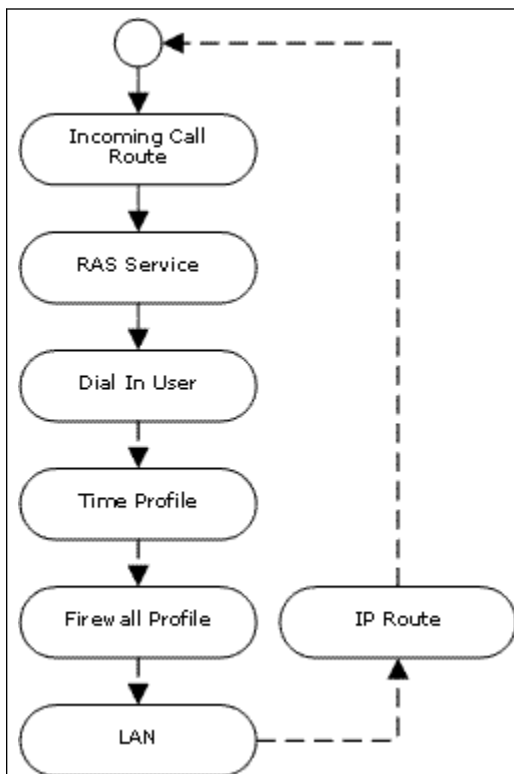 Incoming Call
Route
RAS Service
Dial In User
Time Profile
Firewall Profile
IP Route
LAN